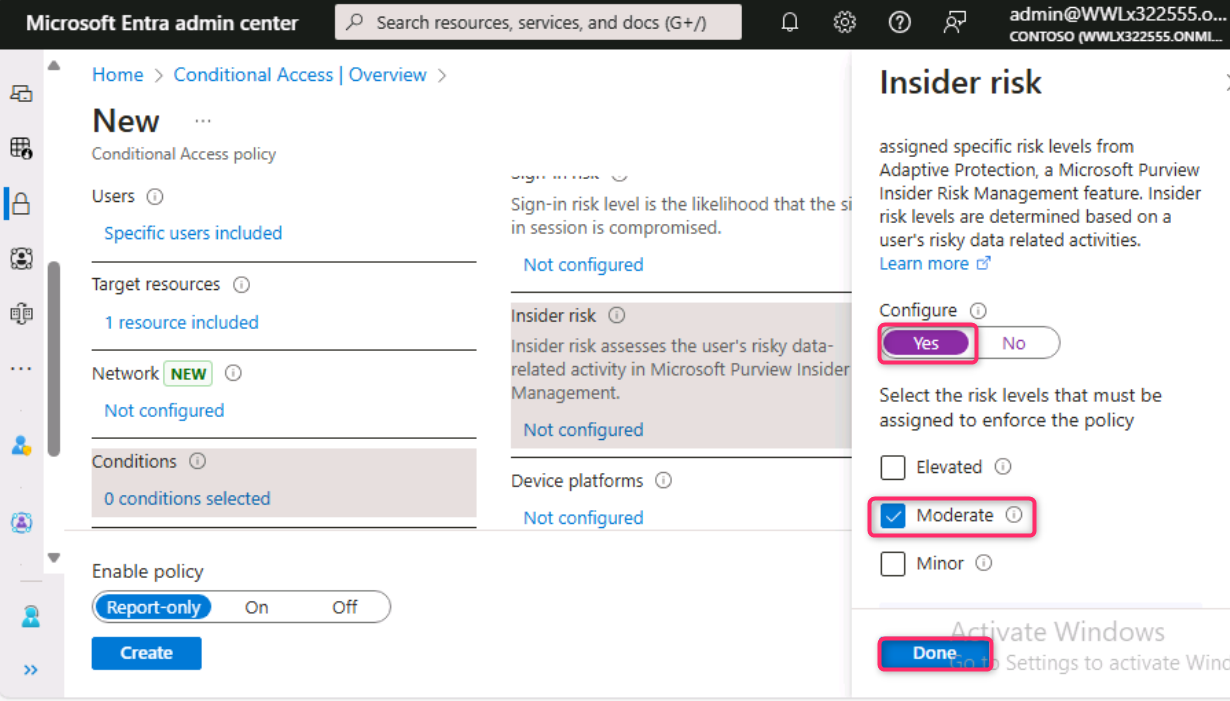 Microsoft Entra admin center
Search resources, services, and docs (G+/)
admin@WWLx322555.o...
CONTOSO (WWLX322555.ONMI...
Home > Conditional Access | Overview >
New ...
Conditional Access policy
Users
Specific users included
Target resources
1 resource included
Network NEW
Not configured
Conditions
0 conditions selected
Sign-in risk
Sign-in risk level is the likelihood that the si
in session is compromised.
Not configured
Insider risk
Insider risk assesses the user's risky data-
related activity in Microsoft Purview Insider
Management.
Not configured
Device platforms
Not configured
Enable policy
Report-only On Off
Create
Insider risk
assigned specific risk levels from
Adaptive Protection, a Microsoft Purview
Insider Risk Management feature. Insider
risk levels are determined based on a
user's risky data related activities.
Learn more
Configure
Yes No
Select the risk levels that must be
assigned to enforce the policy
Elevated
Moderate
Minor
Activate Windows
Go to Settings to activate Wind
Done